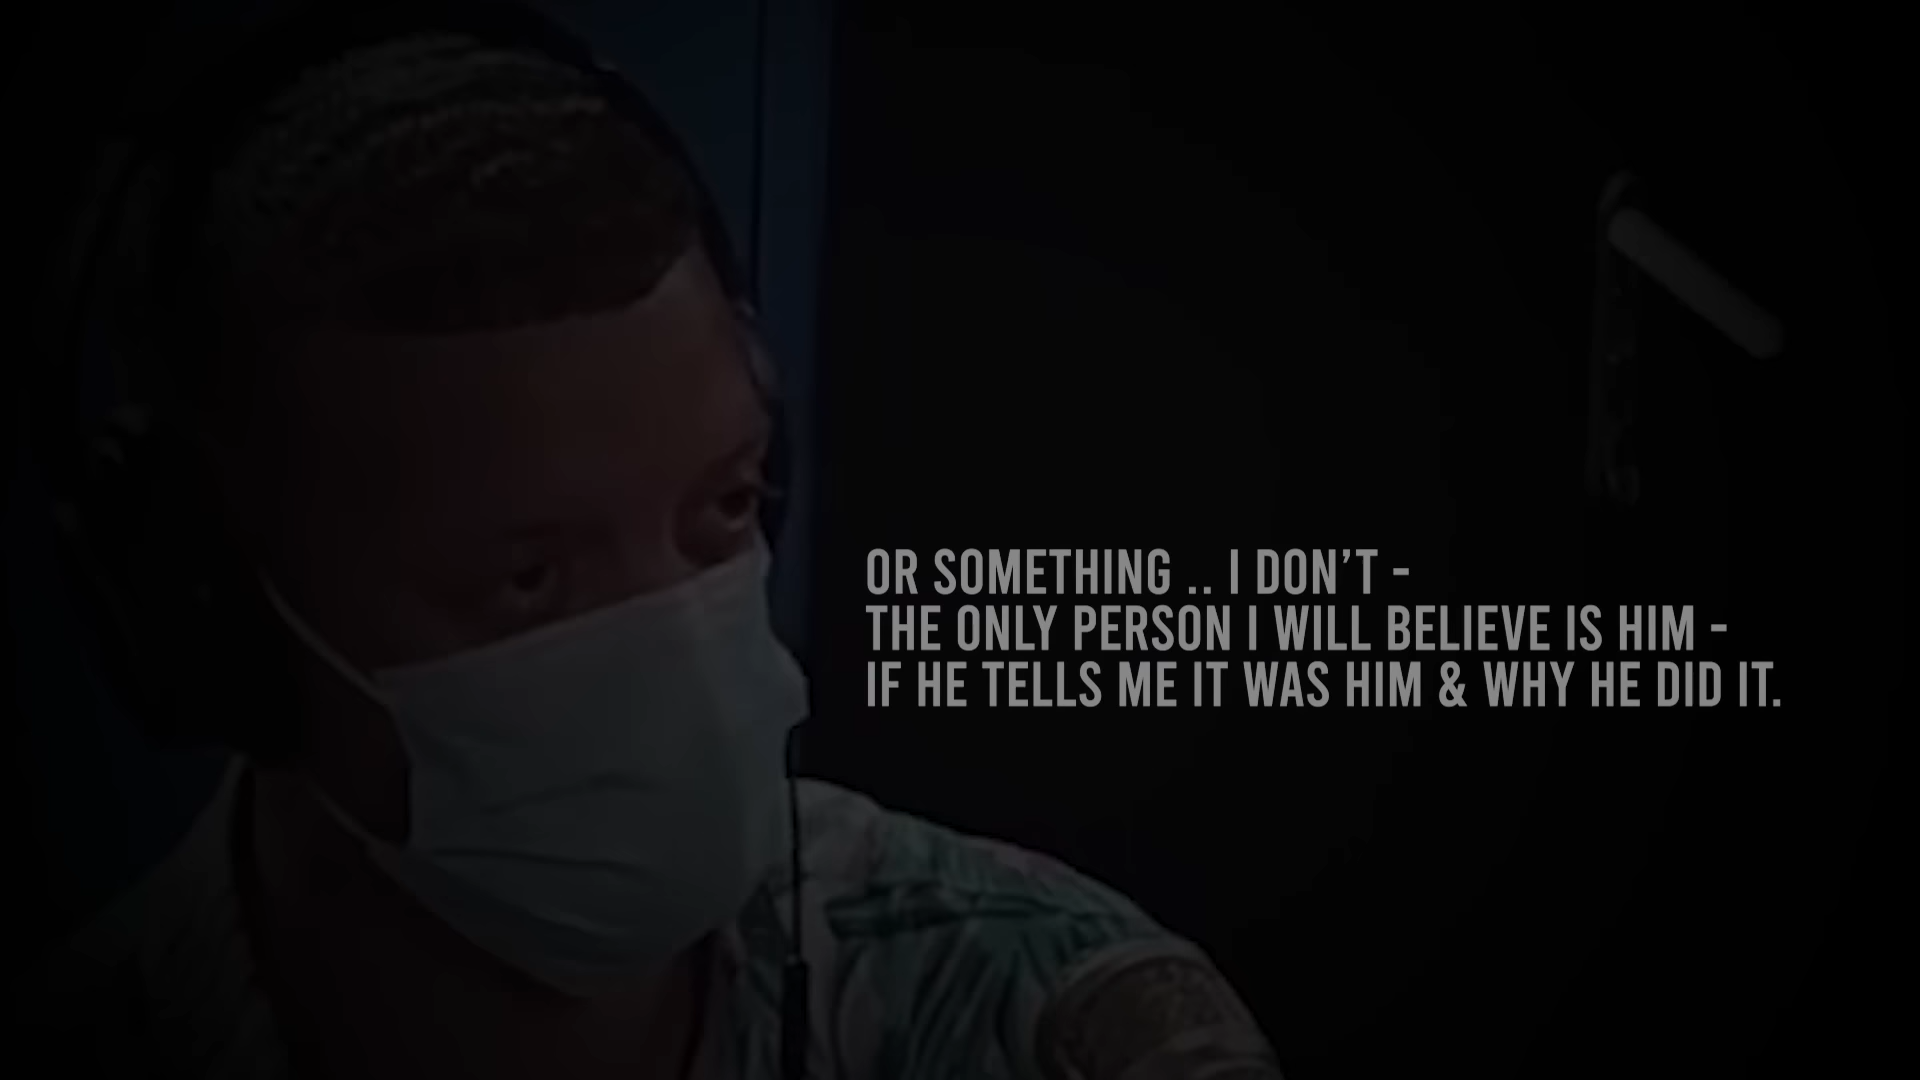 OR SOMETHING .. I DON'T -
THE ONLY PERSON I WILL BELIEVE IS HIM -
IF HE TELLS ME IT WAS HIM & WHY HE DID IT.